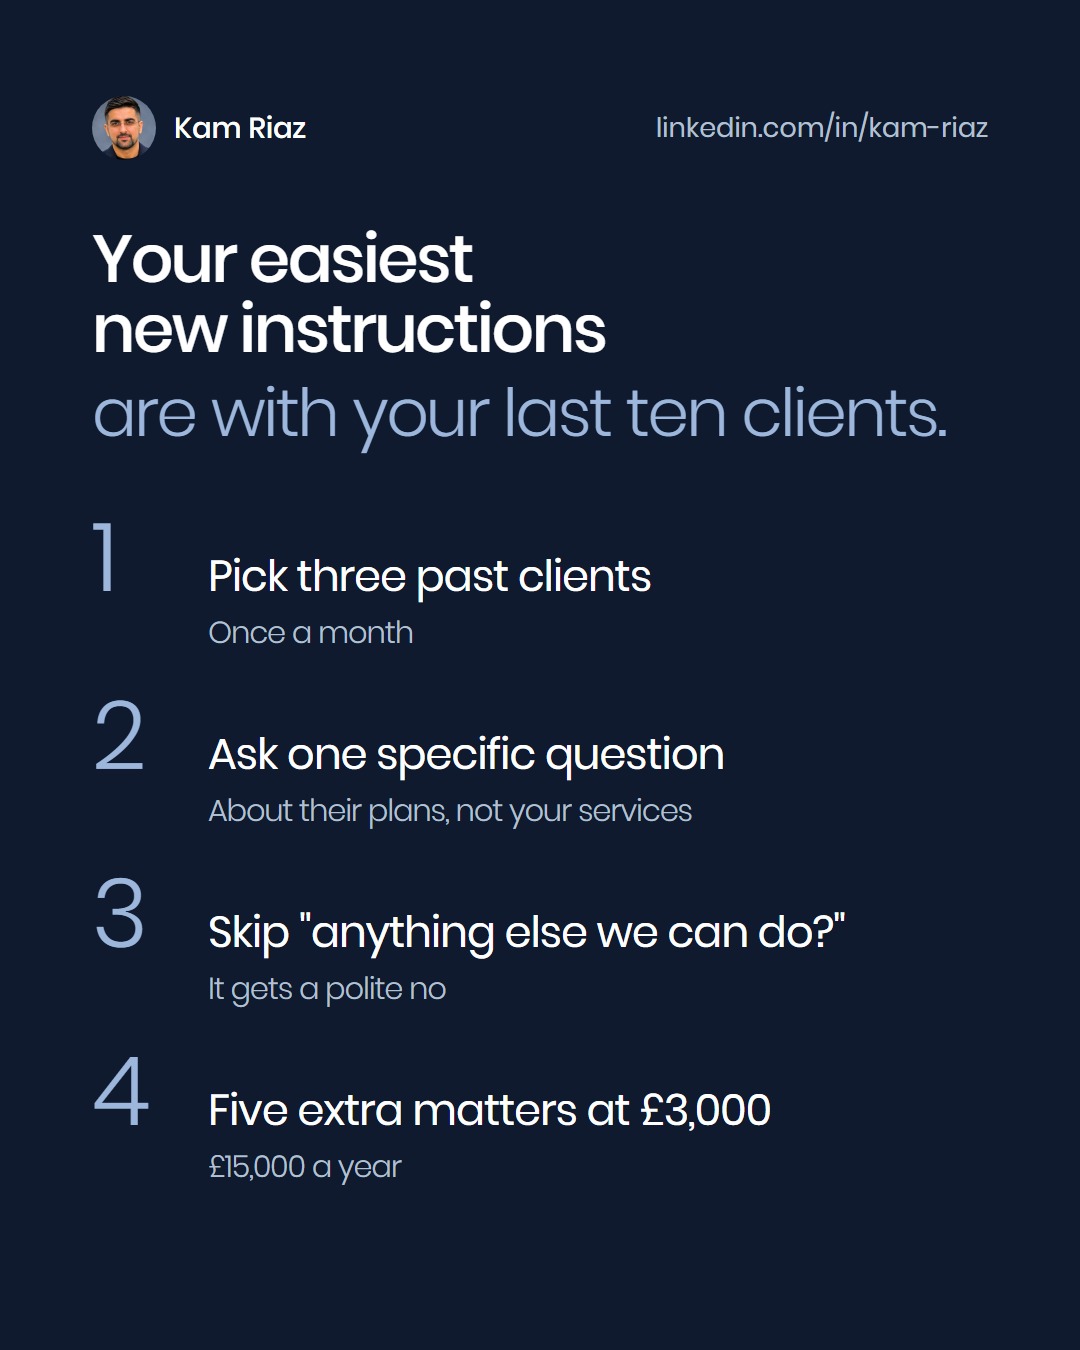 Kam Riaz
linkedin.com/in/kam-riaz
Your easiest
new instructions
are with your last ten clients.
1
Pick three past clients
Once a month
2
Ask one specific question
About their plans, not your services
3
Skip "anything else we can do?"
It gets a polite no
4
Five extra matters at £3,000
£15,000 a year